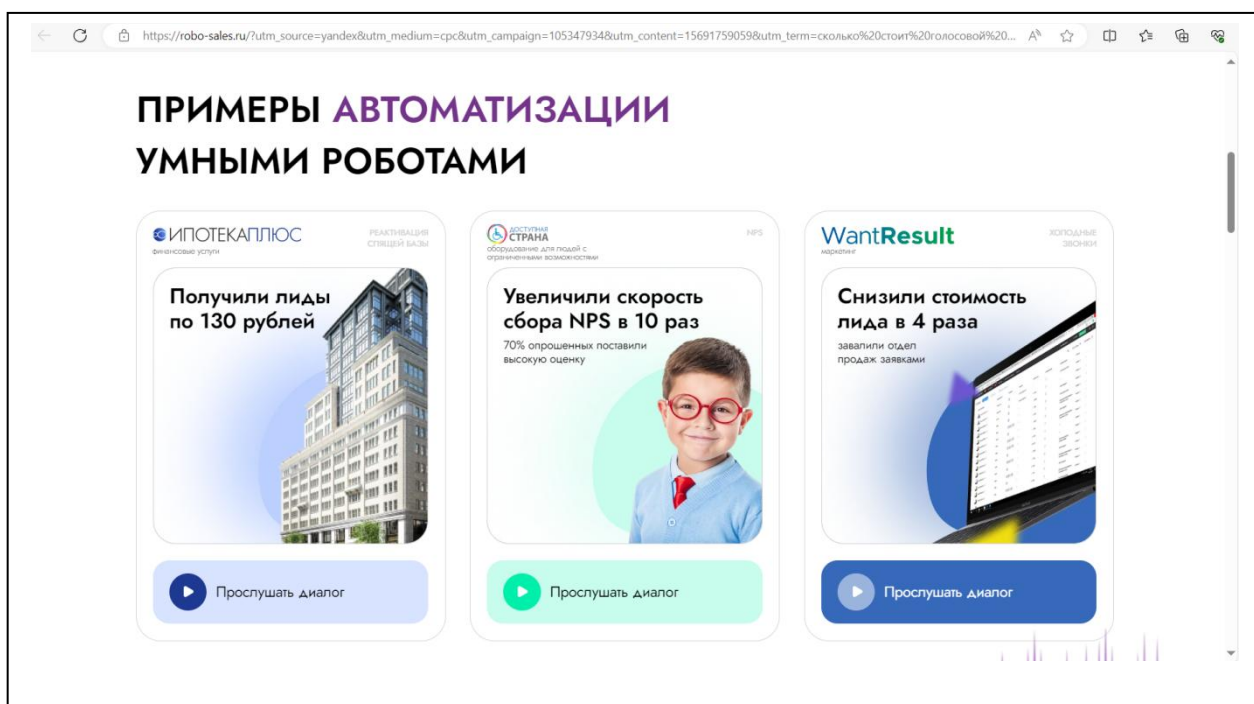 https://robo-sales.ru/?utm_source=yandex&utm_medium=cpc&utm_campaign=105347934&utm_content=15691759059&utm_term=сколько%20стоит%20голосовой%20...
ПРИМЕРЫ АВТОМАТИЗАЦИИ
УМНЫМИ РОБОТАМИ
ИПОТЕКАПЛЮС
финансовые услуги
РЕАКТИВАЦИЯ
СПЯЩЕЙ БАЗЫ
Получили лиды
по 130 рублей
Прослушать диалог
ДОСТУПНАЯ
СТРАНА
оборудование для людей с
ограниченными возможностями
NPS
Увеличили скорость
сбора NPS в 10 раз
70% опрошенных поставили
высокую оценку
Прослушать диалог
WantResult
маркетинг
ХОЛОДНЫЕ
ЗВОНКИ
Снизили стоимость
лида в 4 раза
завалили отдел
продаж заявками
Прослушать диалог